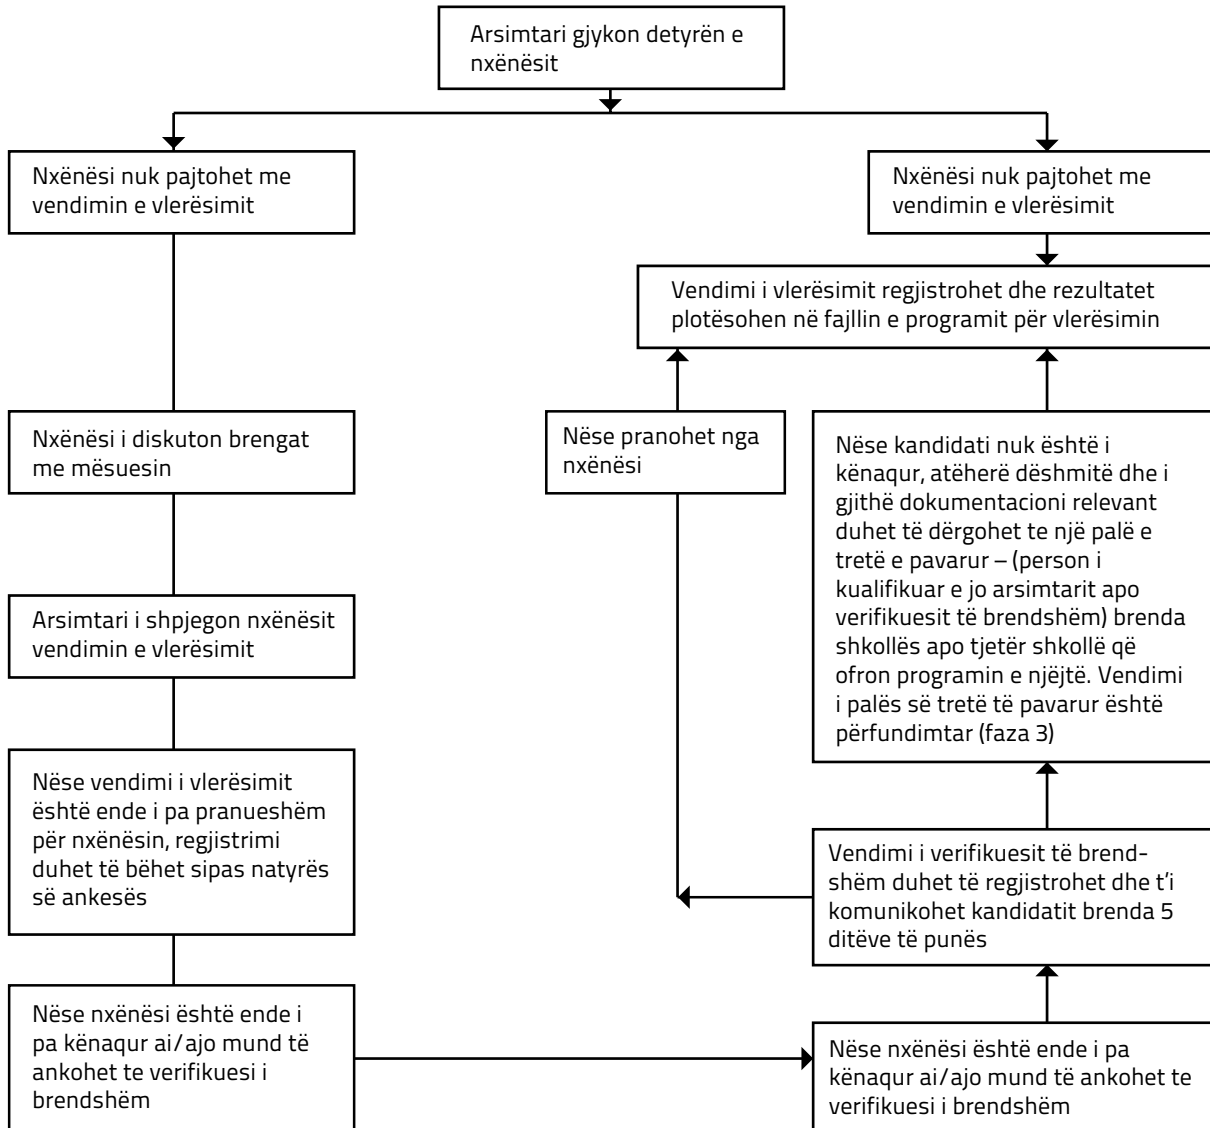 Arsimtari gjykon detyrën e
nxënësit
Nxënësi nuk pajtohet me
vendimin e vlerësimit
Nxënësi nuk pajtohet me
vendimin e vlerësimit
Vendimi i vlerësimit regjistrohet dhe rezultatet
plotësohen në fajllin e programit për vlerësimin
Nxënësi i diskuton brengat
me mësuesin
Nëse pranohet nga
nxënësi
Nëse kandidati nuk është i
kënaqur, atëherë dëshmitë dhe i
gjithë dokumentacioni relevant
duhet të dërgohet te një palë e
tretë e pavarur – (person i
kualifikuar e jo arsimtarit apo
verifikuesit të brendshëm) brenda
shkollës apo tjetër shkollë që
ofron programin e njëjtë. Vendimi
i palës së tretë të pavarur është
përfundimtar (faza 3)
Arsimtari i shpjegon nxënësit
vendimin e vlerësimit
Nëse vendimi i vlerësimit
është ende i pa pranueshëm
për nxënësin, regjistrimi
duhet të bëhet sipas natyrës
së ankesës
Vendimi i verifikuesit të brend-
shëm duhet të regjistrohet dhe t'i
komunikohet kandidatit brenda 5
ditëve të punës
Nëse nxënësi është ende i
pa kënaqur ai/ajo mund të
ankohet te verifikuesi i
brendshëm
Nëse nxënësi është ende i pa
kënaqur ai/ajo mund të ankohet te
verifikuesi i brendshëm